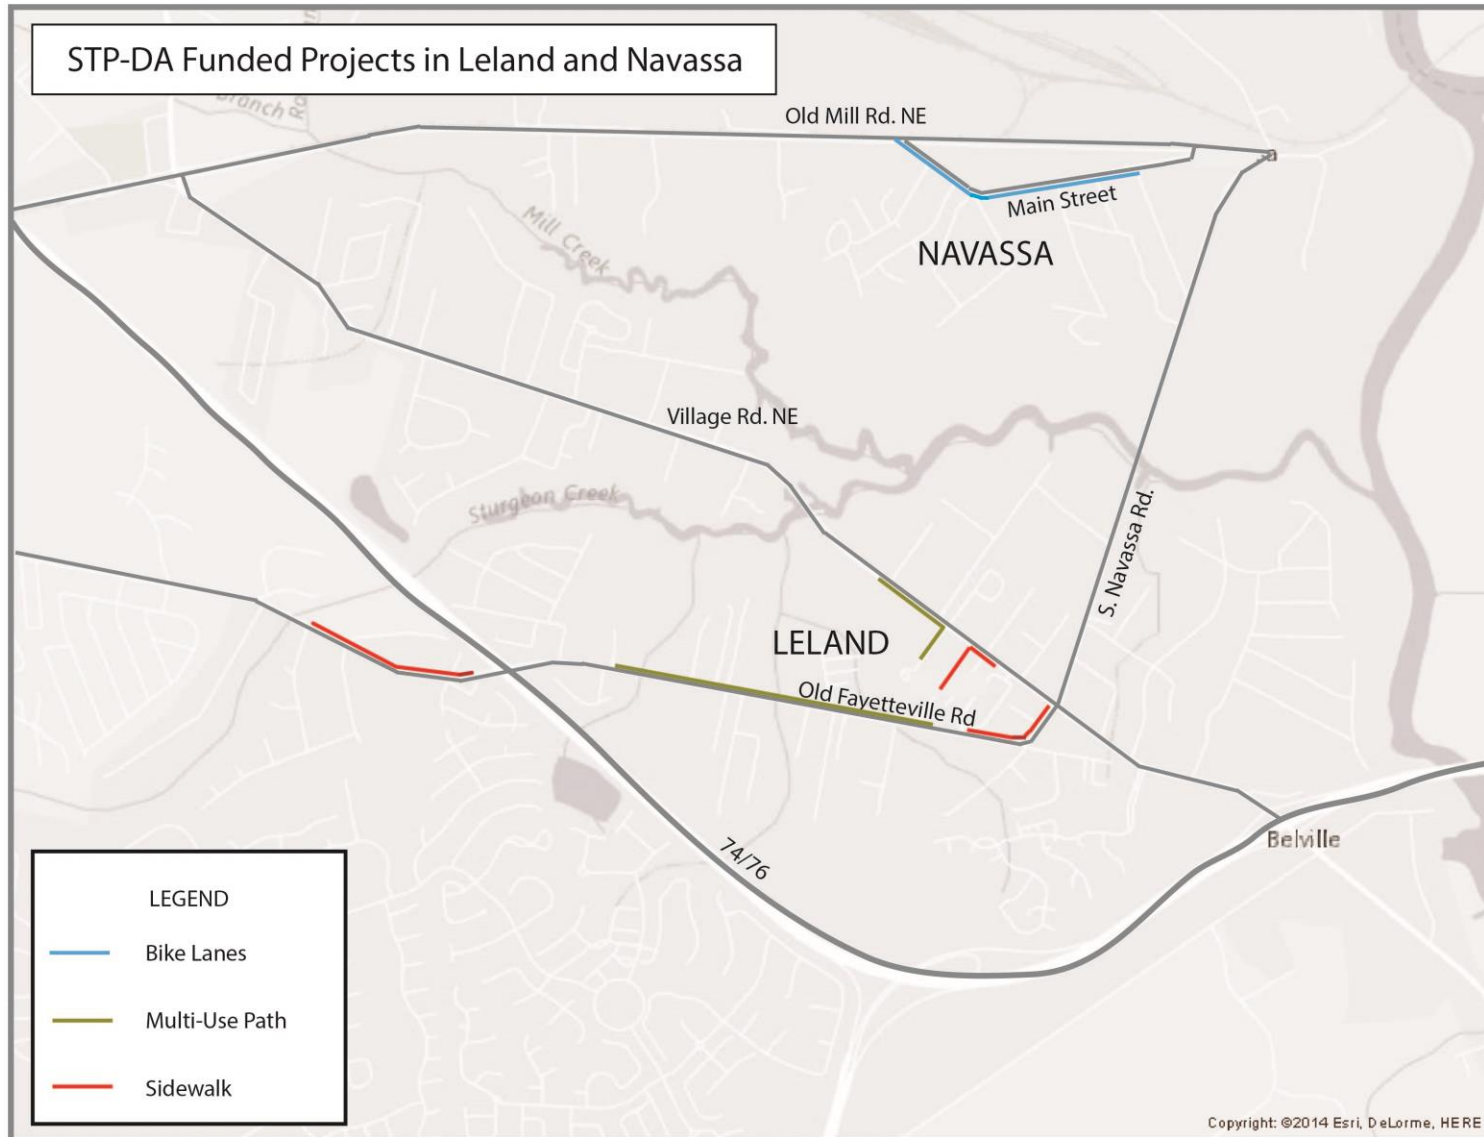 STP-DA Funded Projects in Leland and Navassa
Branch Rd
Old Mill Rd. NE
Main Street
NAVASSA
Mill Creek
Village Rd. NE
Sturgeon Creek
S. Navassa Rd.
LELAND
Old Fayetteville Rd
74/76
Belville
LEGEND
Bike Lanes
Multi-Use Path
Sidewalk
Copyright: ©2014 Esri, DeLorme, HERE